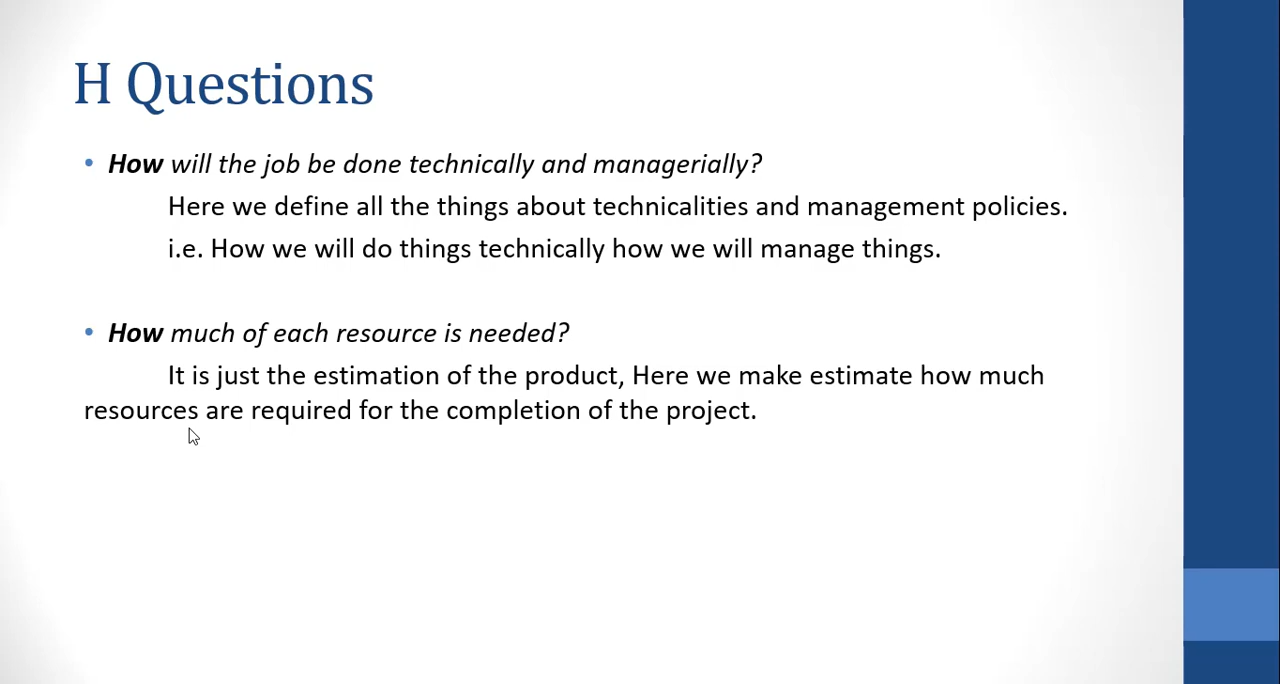 H Questions
• How will the job be done technically and managerially?
Here we define all the things about technicalities and management policies.
i.e. How we will do things technically how we will manage things.
• How much of each resource is needed?
It is just the estimation of the product, Here we make estimate how much
resources are required for the completion of the project.